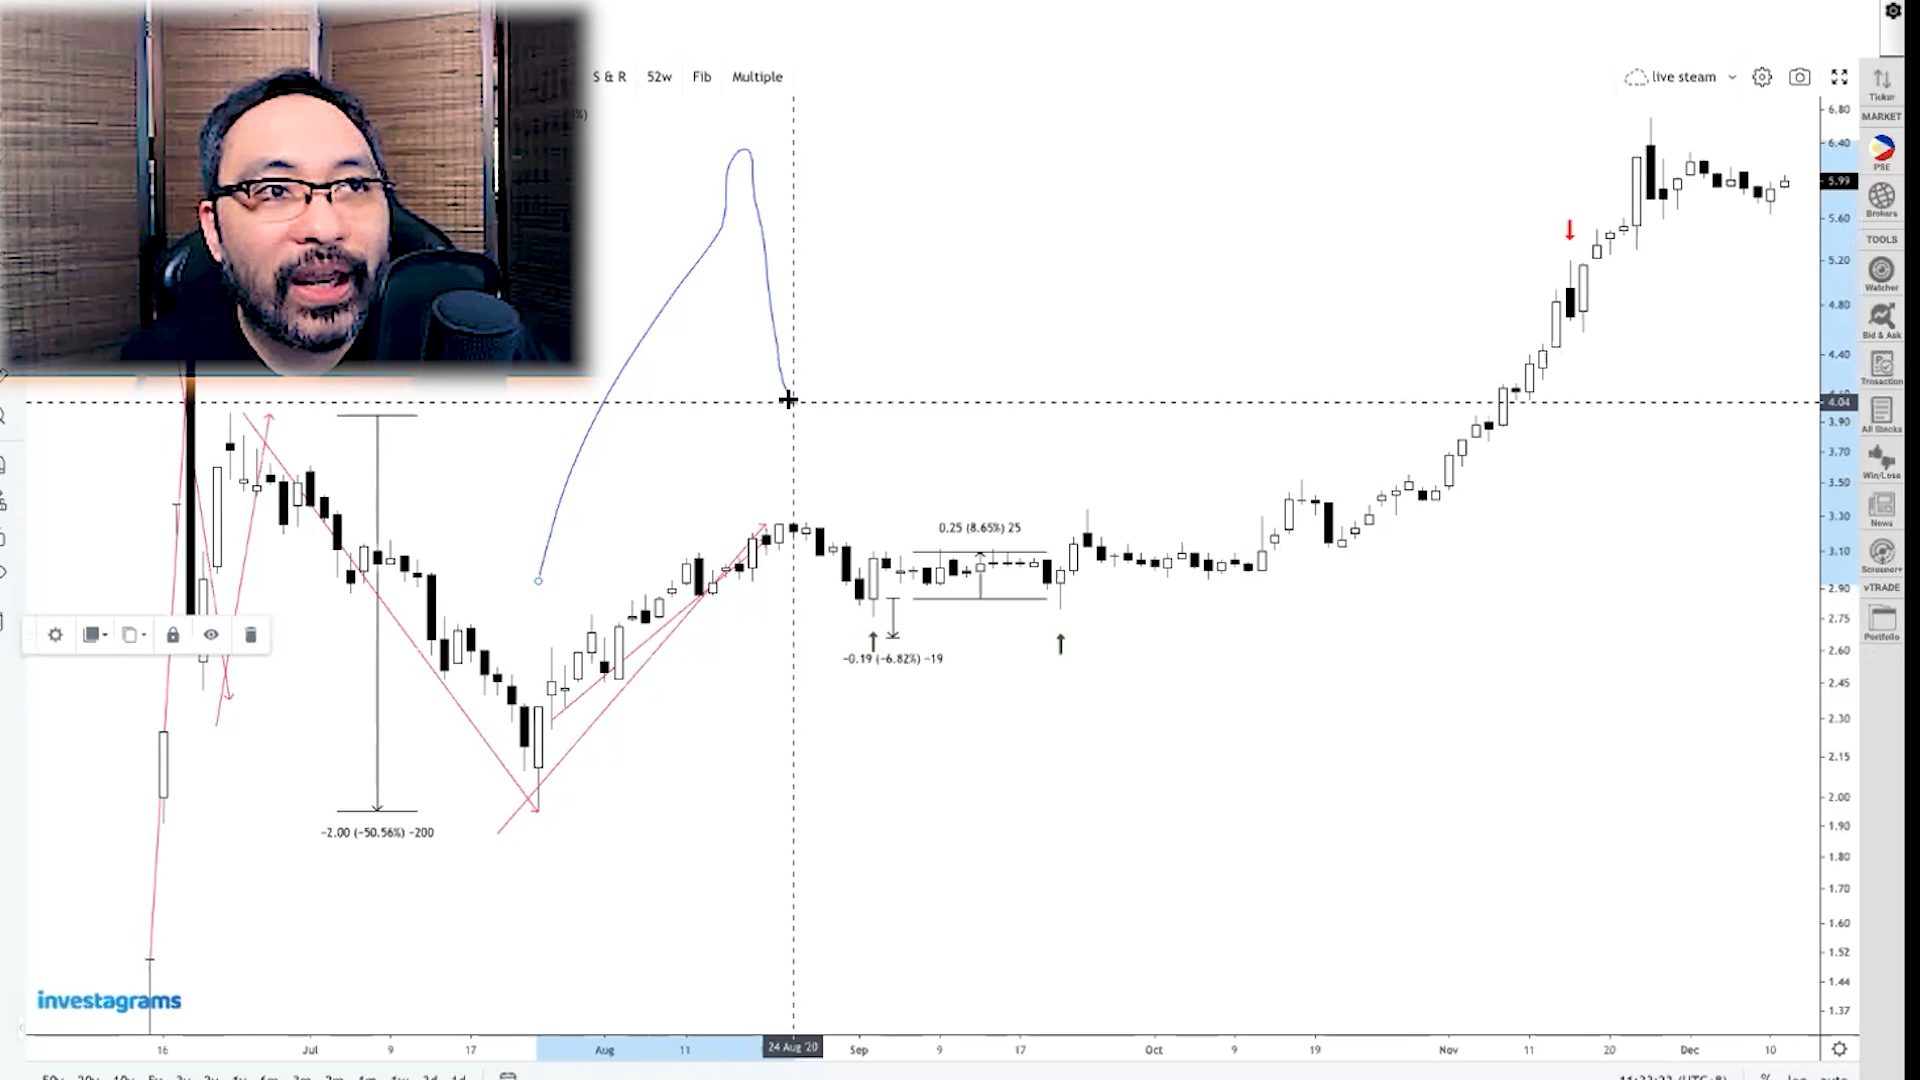 S & R 52w Fib Multiple
live steam
%)
Ticker
MARKET
PSE
Brokers
TOOLS
Watcher
Bid & Ask
Trnsaction
All Stocks
Win/Lose
News
Screener+
vTRADE
Portfolio
6.80
6.40
5.99
5.60
5.20
4.80
4.40
4.04
3.90
3.70
3.50
3.30
3.10
2.90
2.75
2.60
2.45
2.30
2.15
2.00
1.90
1.80
1.70
1.60
1.52
1.44
1.37
0.25 (8.65%) 25
−0.19 (−6.82%) −19
−2.00 (−50.56%) −200
investagrams
16 Jul 9 17 Aug 11 24 Aug '20 Sep 9 17 Oct 9 19 Nov 11 20 Dec 10